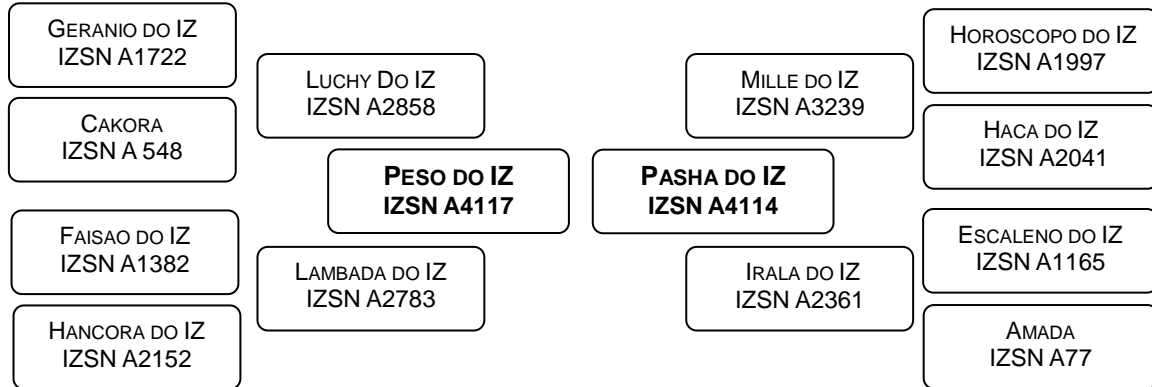 GERANIO DO IZ
IZSN A1722
CAKORA
IZSN A 548
LUCHY DO IZ
IZSN A2858
PESO DO IZ
IZSN A4117
FAISAO DO IZ
IZSN A1382
HANCORA DO IZ
IZSN A2152
LAMBADA DO IZ
IZSN A2783
MILLE DO IZ
IZSN A3239
HOROSCOPO DO IZ
IZSN A1997
HACA DO IZ
IZSN A2041
PASHA DO IZ
IZSN A4114
IRALA DO IZ
IZSN A2361
ESCALENO DO IZ
IZSN A1165
AMADA
IZSN A77